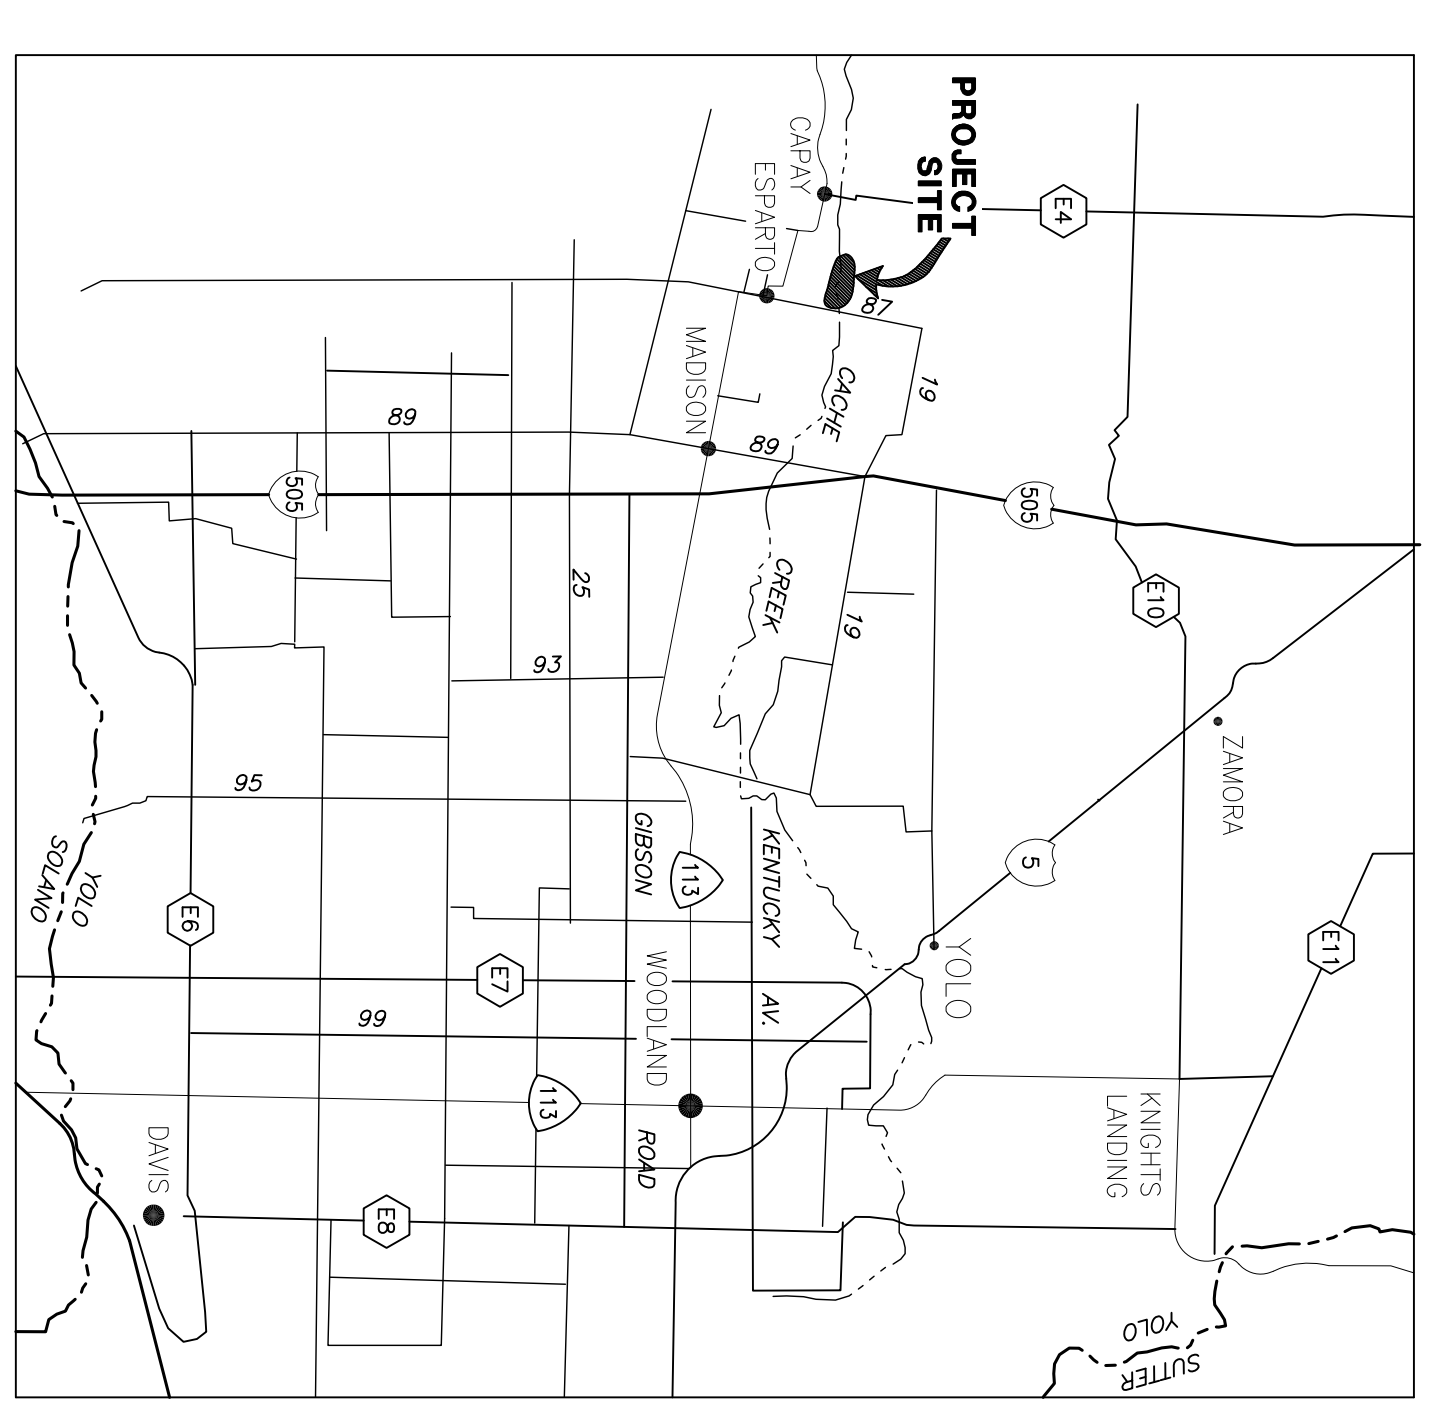 PROJECT
SITE
E4
CAPAY
ESPARTO
87
MADISON
CACHE
19
89
89
505
505
25
CREEK
19
E10
93
ZAMORA
95
GIBSON
113
KENTUCKY
5
SOLANO
YOLO
E6
E7
WOODLAND
AV.
YOLO
E11
99
113
ROAD
KNIGHTS
LANDING
DAVIS
E8
YOLO
SUTTER